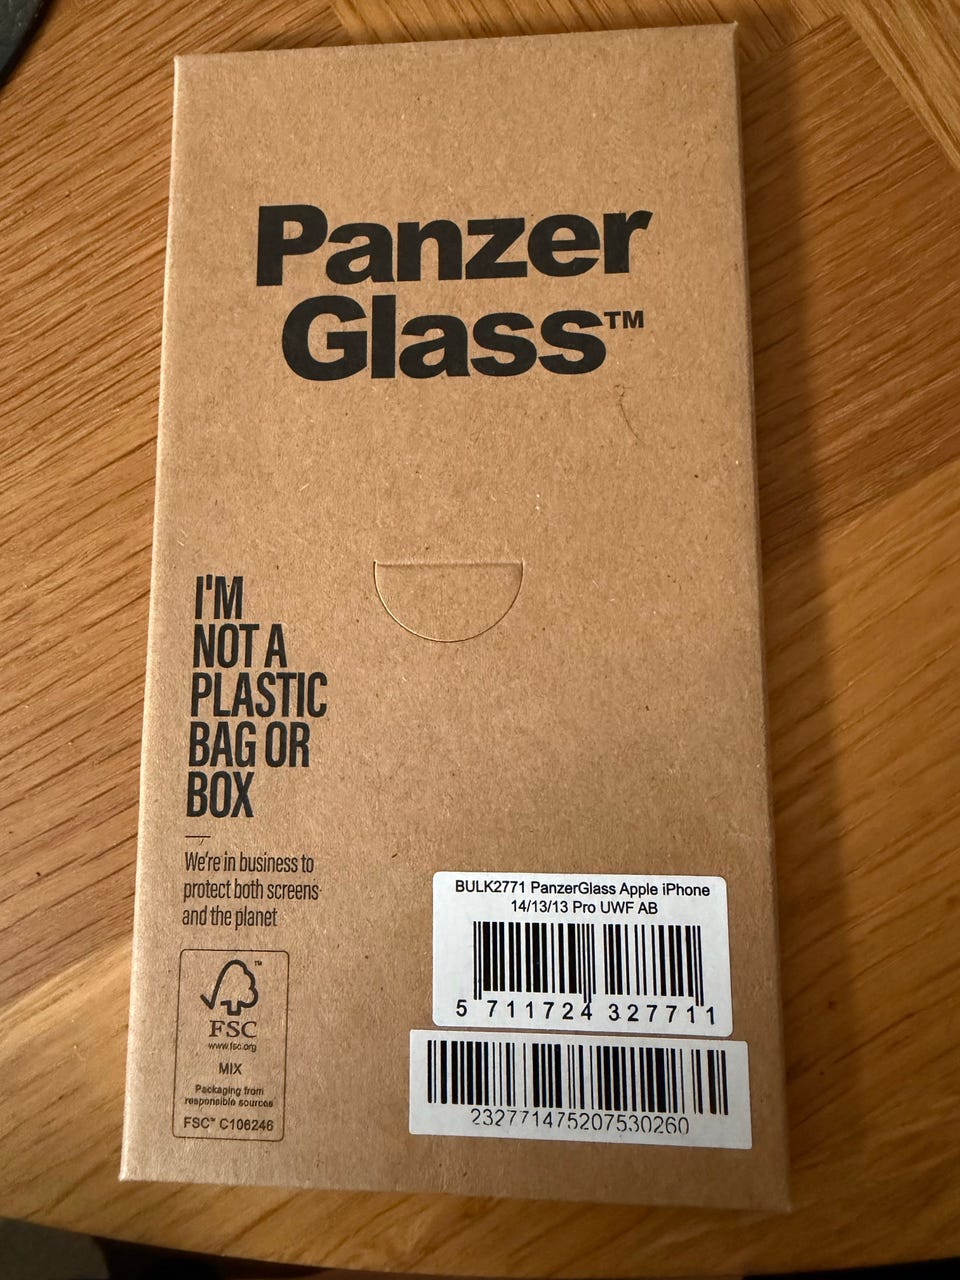 Panzer
Glass™
I'M
NOT A
PLASTIC
BAG OR
BOX
We're in business to
protect both screens
and the planet
FSC
™
www.fsc.org
MIX
Packaging from
responsible sources
FSC™ C106246
BULK2771 PanzerGlass Apple iPhone
14/13/13 Pro UWF AB
5 711724 327711
232771475207530260